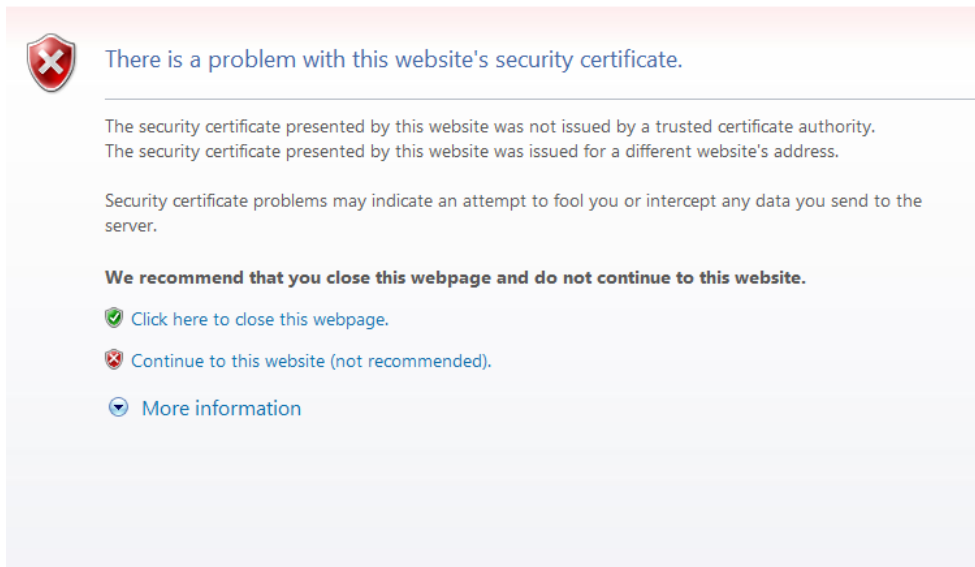 There is a problem with this website's security certificate.
The security certificate presented by this website was not issued by a trusted certificate authority.
The security certificate presented by this website was issued for a different website's address.
Security certificate problems may indicate an attempt to fool you or intercept any data you send to the
server.
We recommend that you close this webpage and do not continue to this website.
Click here to close this webpage.
Continue to this website (not recommended).
More information